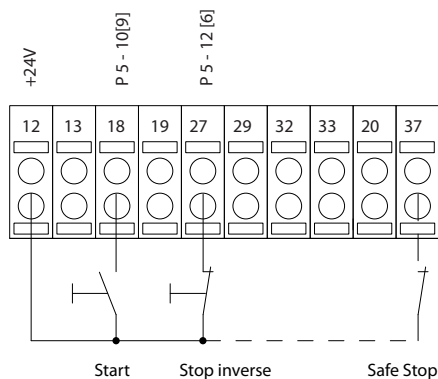 +24V
P 5 - 10[9]
P 5 - 12 [6]
12 13 18 19 27 29 32 33 20 37
Start Stop inverse Safe Stop